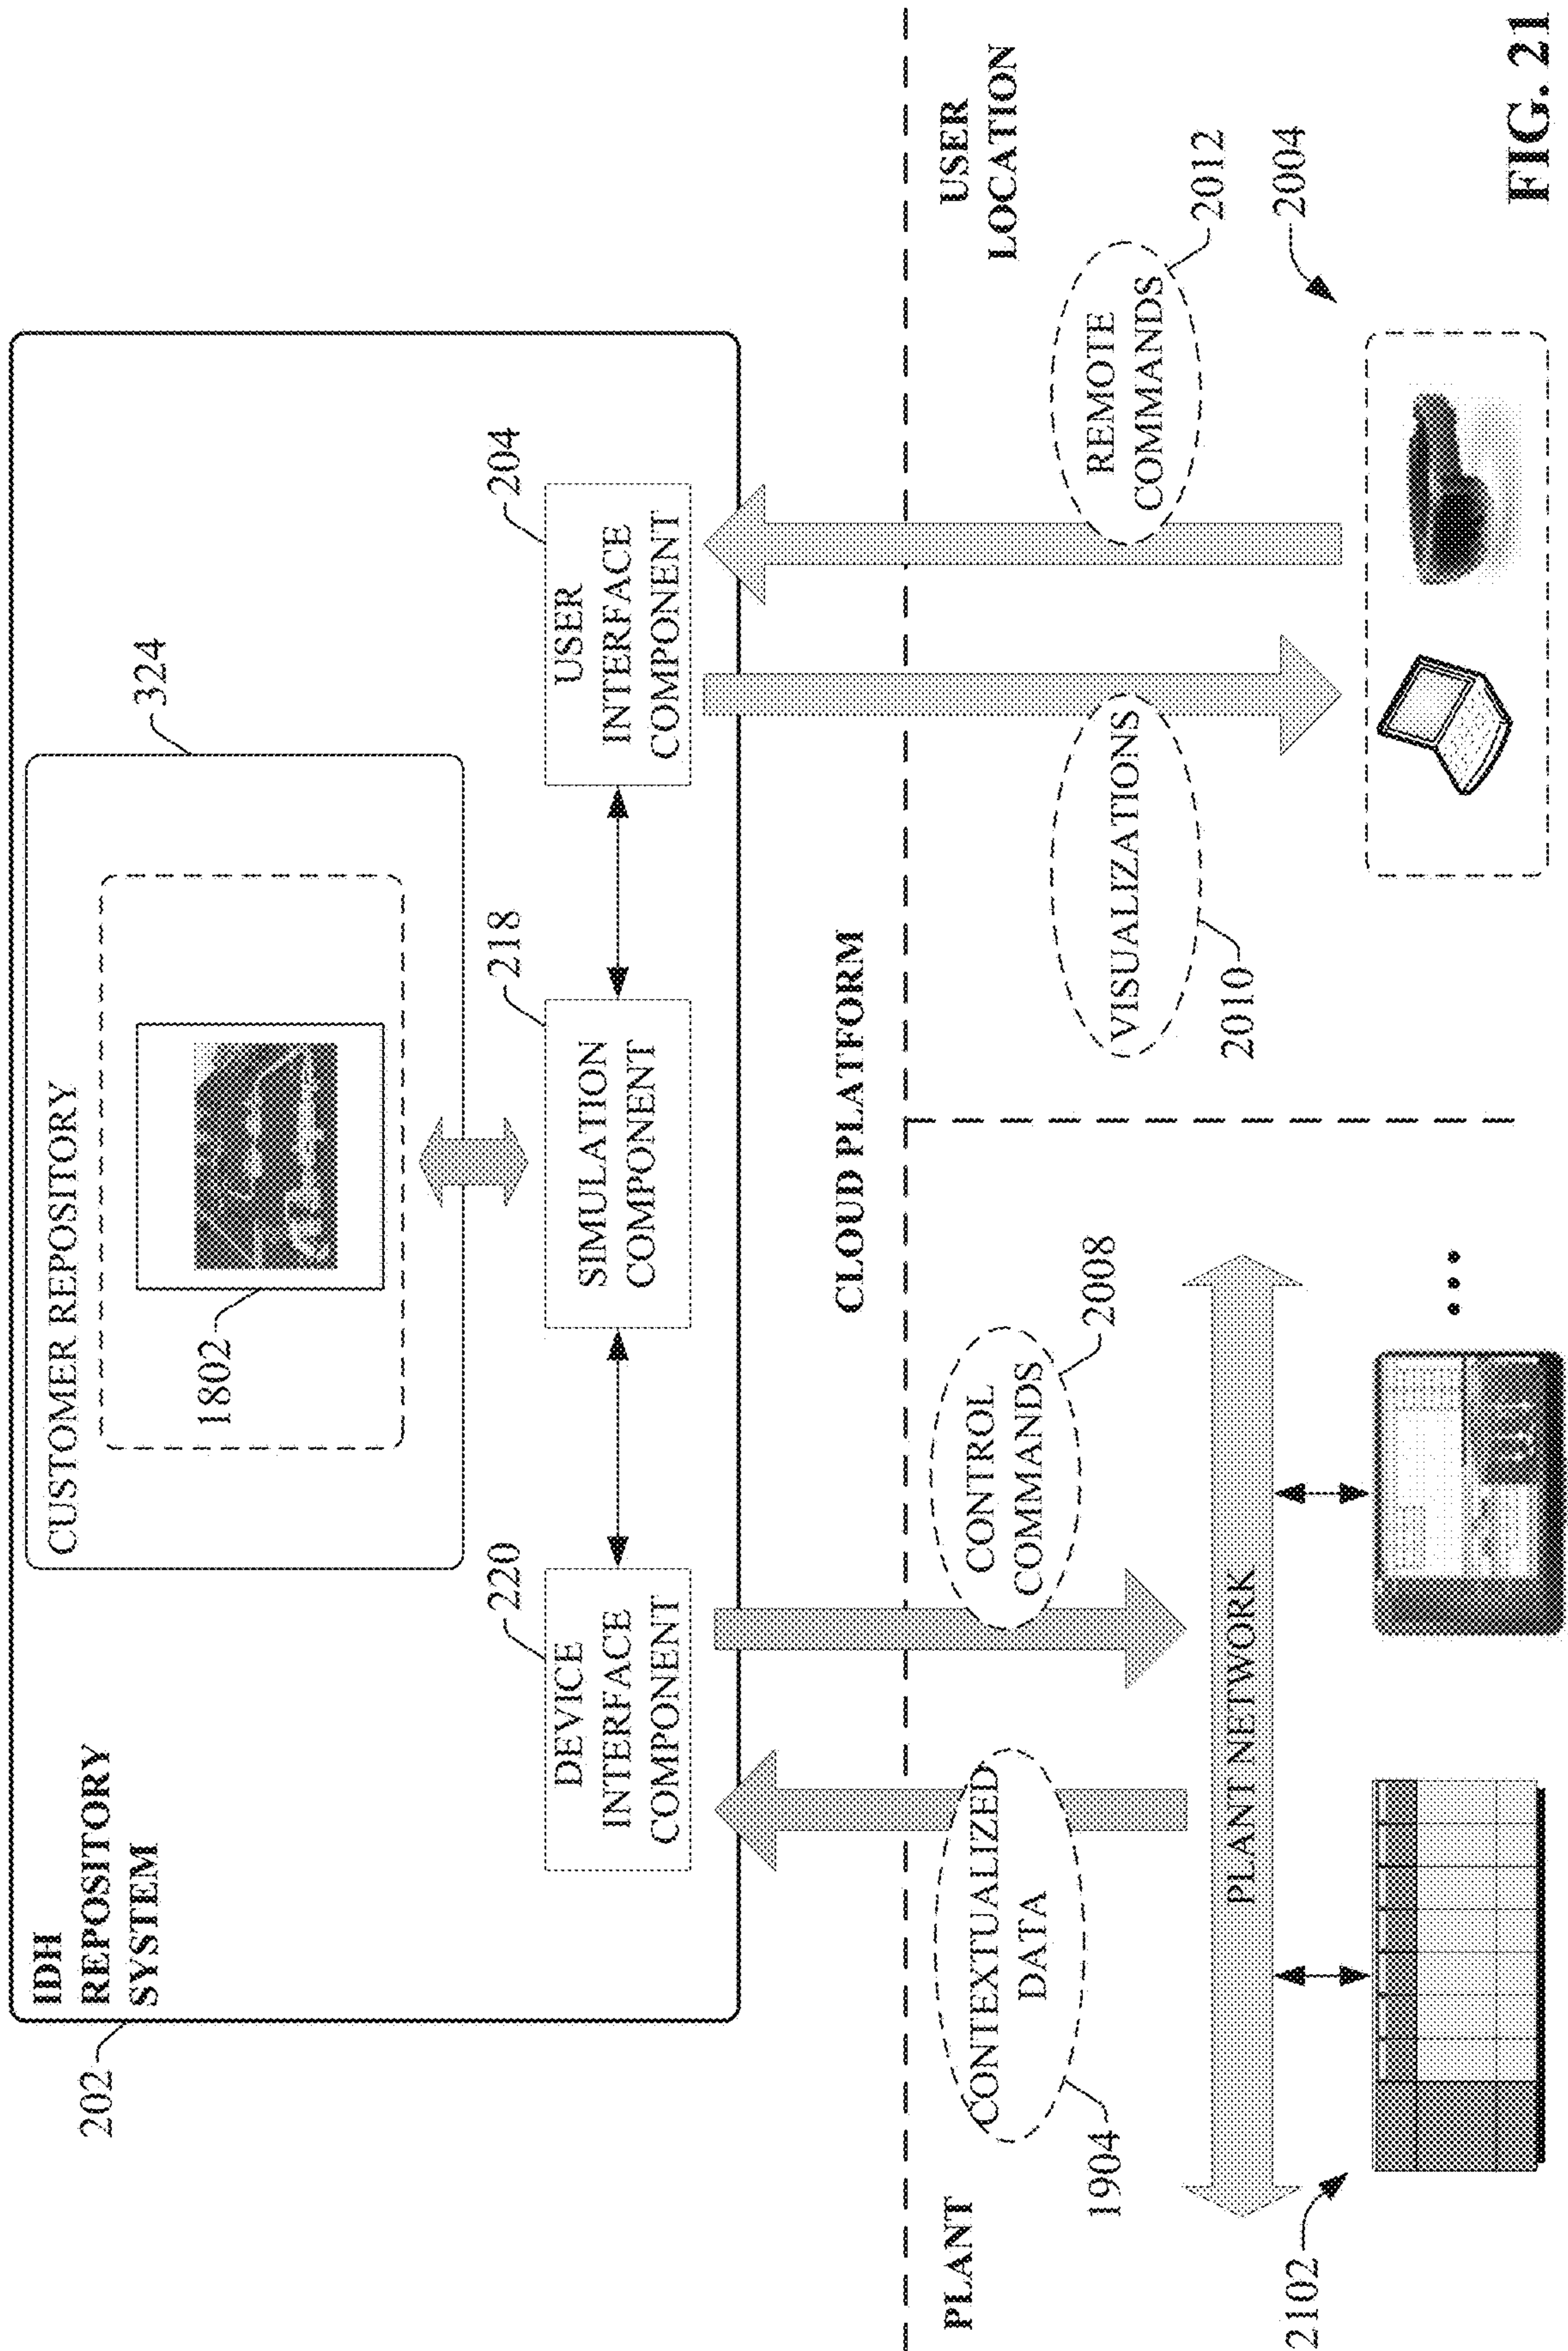 202
IDH
REPOSITORY
SYSTEM
CUSTOMER REPOSITORY
324
1802
220
DEVICE
INTERFACE
COMPONENT
218
SIMULATION
COMPONENT
204
USER
INTERFACE
COMPONENT
CLOUD PLATFORM
PLANT
1904
CONTEXTUALIZED
DATA
CONTROL
COMMANDS
2008
PLANT NETWORK
2102
...
USER
LOCATION
VISUALIZATIONS
2010
REMOTE
COMMANDS
2012
2004
FIG. 21